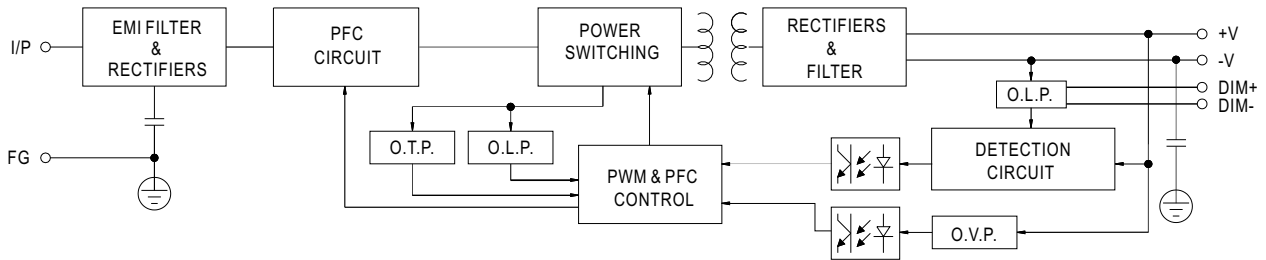 I/P
EMI FILTER
&
RECTIFIERS
PFC
CIRCUIT
POWER
SWITCHING
RECTIFIERS
&
FILTER
+V
-V
DIM+
DIM-
O.L.P.
FG
O.T.P.
O.L.P.
PWM & PFC
CONTROL
DETECTION
CIRCUIT
O.V.P.